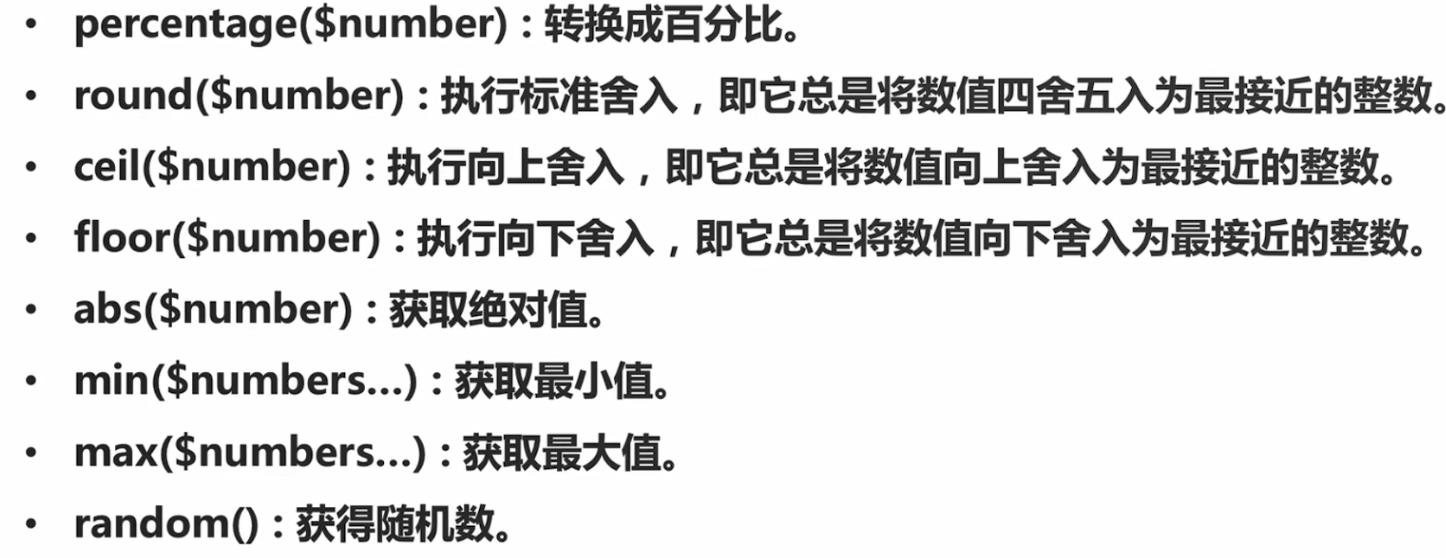 • percentage($number) : 转换成百分比。
• round($number) : 执行标准舍入，即它总是将数值四舍五入为最接近的整数。
• ceil($number) : 执行向上舍入，即它总是将数值向上舍入为最接近的整数。
• floor($number) : 执行向下舍入，即它总是将数值向下舍入为最接近的整数。
• abs($number) : 获取绝对值。
• min($numbers…) : 获取最小值。
• max($numbers…) : 获取最大值。
• random() : 获得随机数。